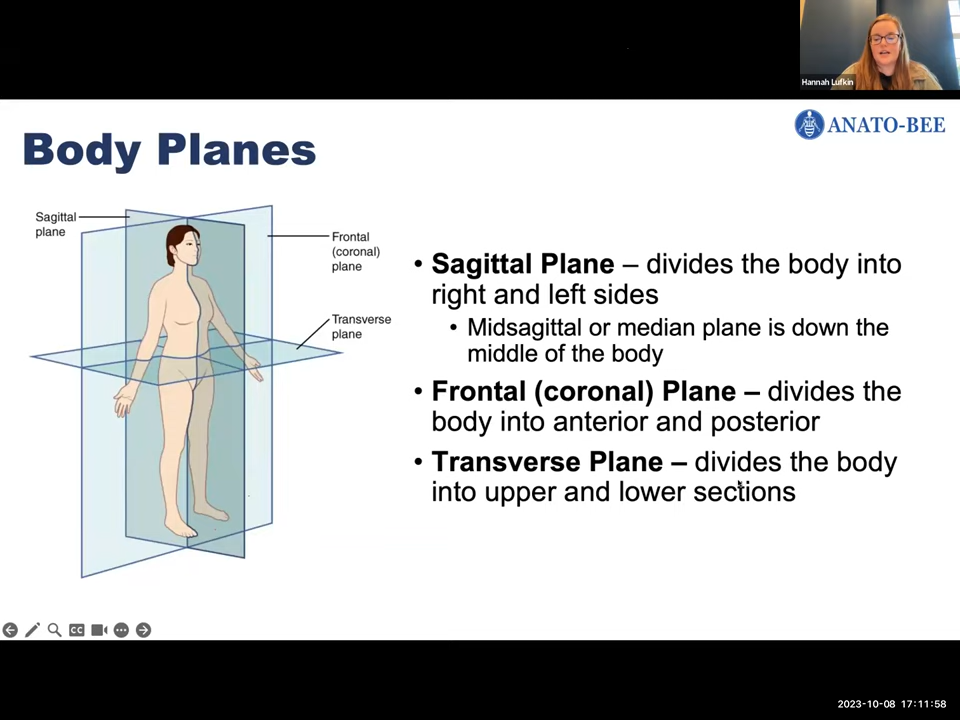 Hannah Lufkin
ANATO-BEE
Body Planes
Sagittal
plane
Frontal
(coronal)
plane
Transverse
plane
• Sagittal Plane – divides the body into
right and left sides
• Midsagittal or median plane is down the
middle of the body
• Frontal (coronal) Plane – divides the
body into anterior and posterior
• Transverse Plane – divides the body
into upper and lower sections
CC
2023-10-08 17:11:58